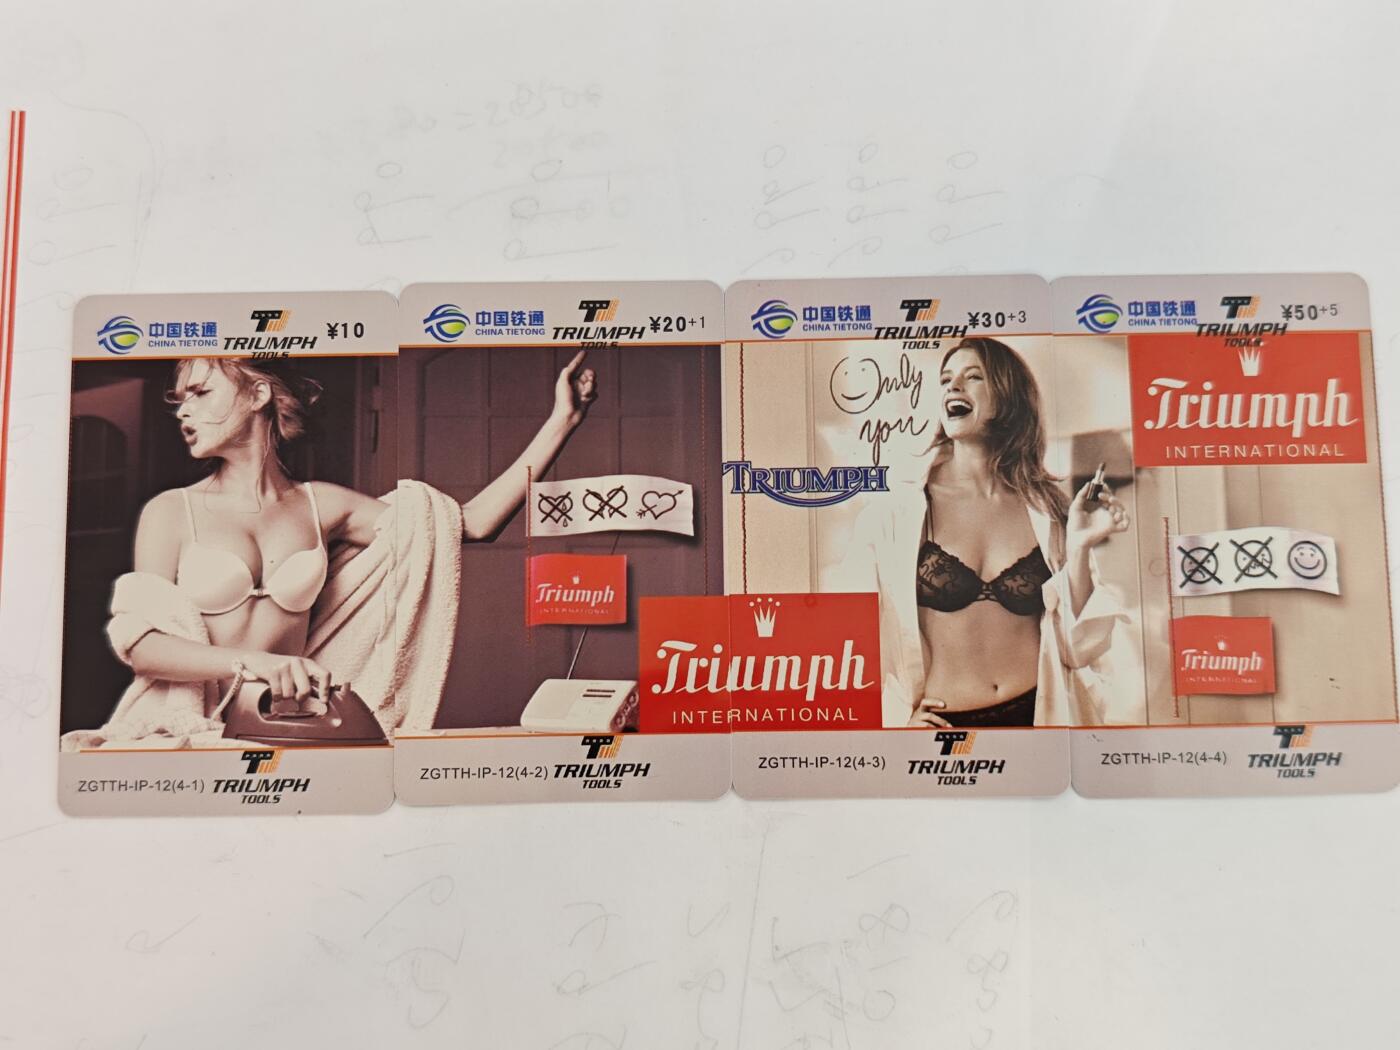 中国铁通
CHINA TIETONG
TRIUMPH
TOOLS
¥10
ZGTTH-IP-12(4-1)
TRIUMPH
TOOLS
中国铁通
CHINA TIETONG
TRIUMPH
TOOLS
¥20+1
Triumph
INTERNATIONAL
ZGTTH-IP-12(4-2)
TRIUMPH
TOOLS
中国铁通
CHINA TIETONG
TRIUMPH
TOOLS
¥30+3
Only
you
TRIUMPH
Triumph
INTERNATIONAL
ZGTTH-IP-12(4-3)
TRIUMPH
TOOLS
中国铁通
CHINA TIETONG
TRIUMPH
TOOLS
¥50+5
Triumph
INTERNATIONAL
Triumph
INTERNATIONAL
ZGTTH-IP-12(4-4)
TRIUMPH
TOOLS